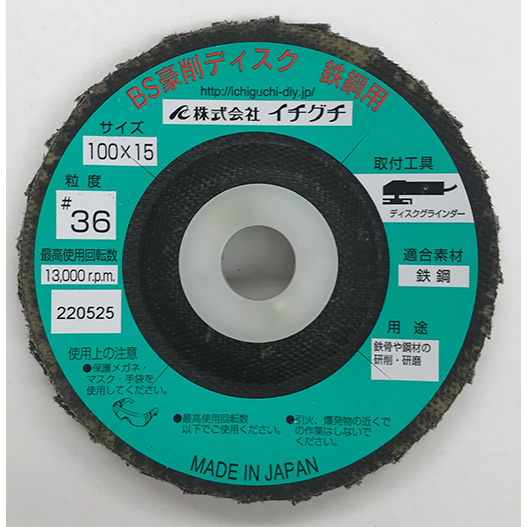 BS豪削ディスク 鉄鋼用
http://ichiguchi-diy.jp/
株式会社 イチグチ
サイズ
100×15
粒度
#36
最高使用回転数
13,000 r.p.m.
220525
取付工具
ディスクグラインダー
適合素材
鉄鋼
用途
鉄骨や鋼材の
研削・研磨
使用上の注意
●保護メガネ・
マスク・手袋を
使用してください。
●最高使用回転数
以下でご使用ください。
●引火、爆発物の近くで
の作業はしないで
ください。
MADE IN JAPAN